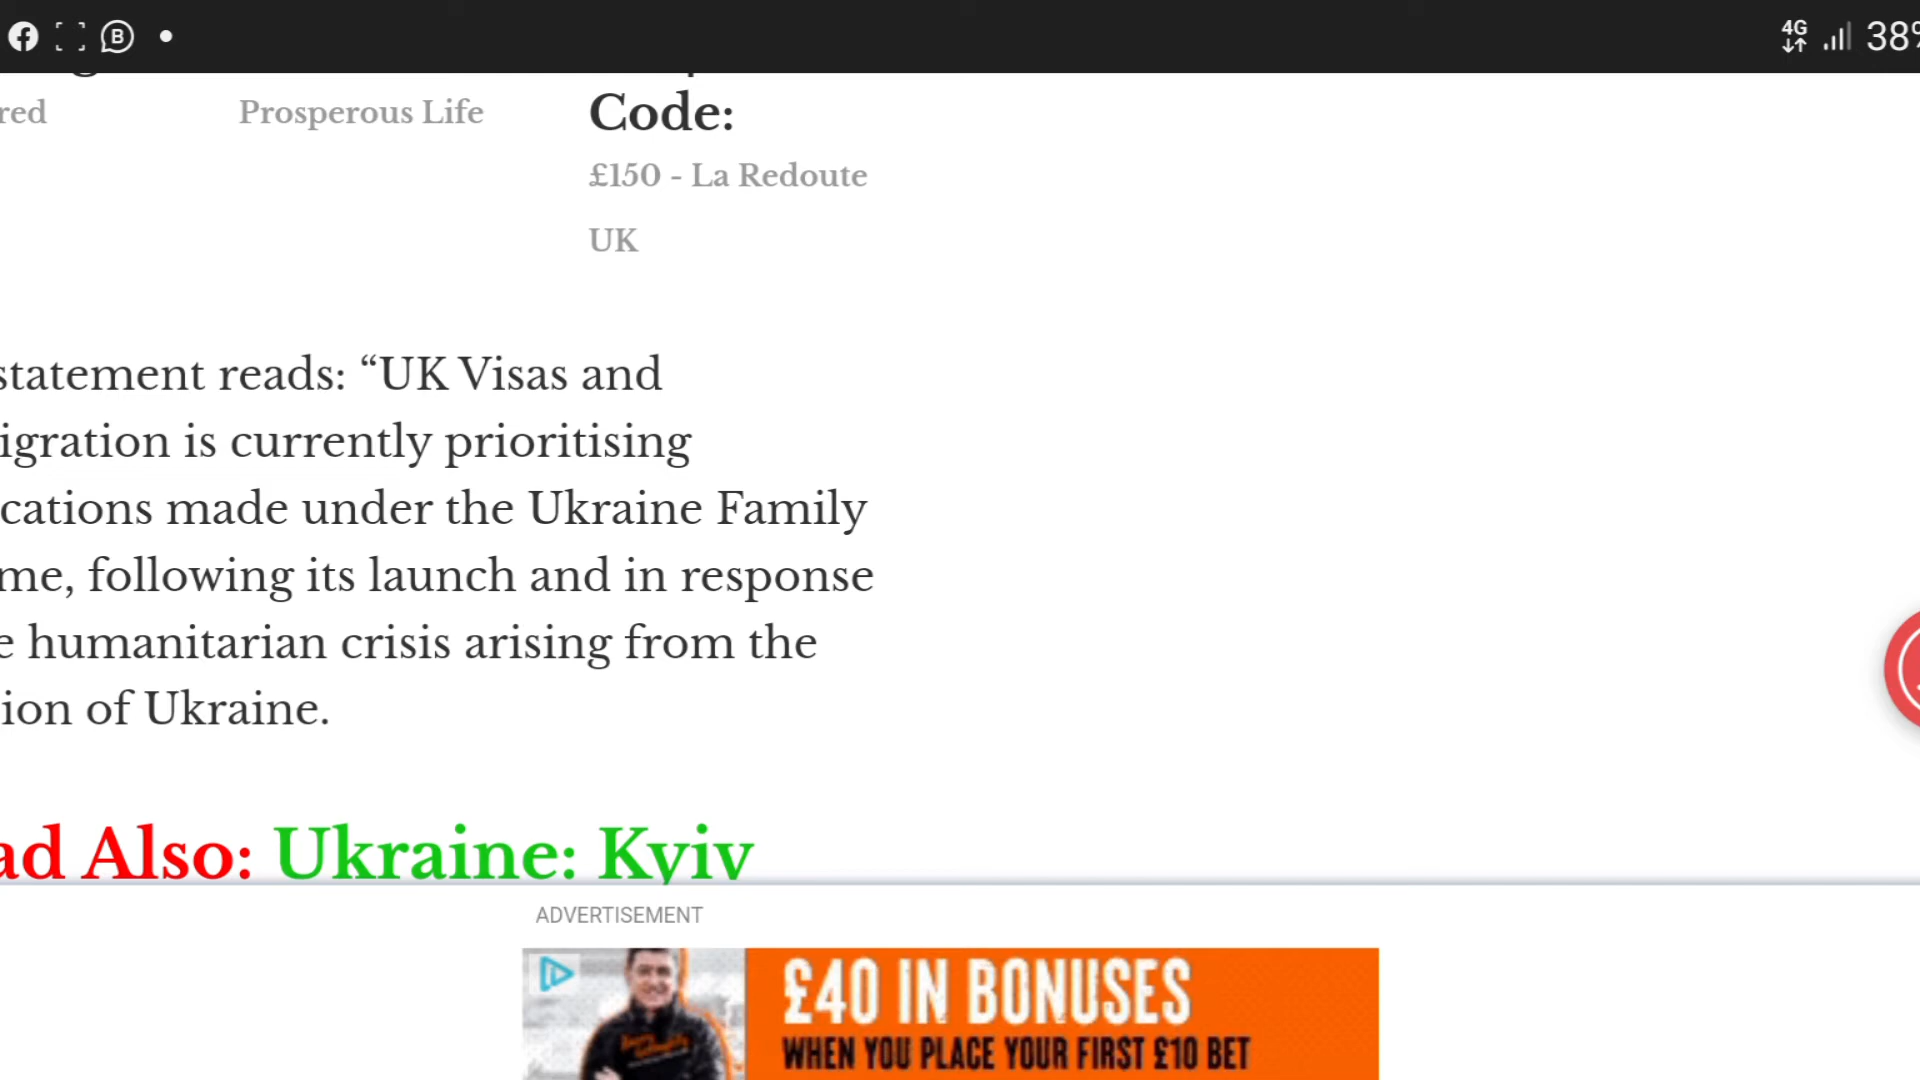 4G 38%
red Prosperous Life Code:
£150 - La Redoute
UK
statement reads: “UK Visas and
igration is currently prioritising
cations made under the Ukraine Family
me, following its launch and in response
e humanitarian crisis arising from the
ion of Ukraine.
ad Also: Ukraine: Kyiv
ADVERTISEMENT
£40 IN BONUSES
WHEN YOU PLACE YOUR FIRST £10 BET